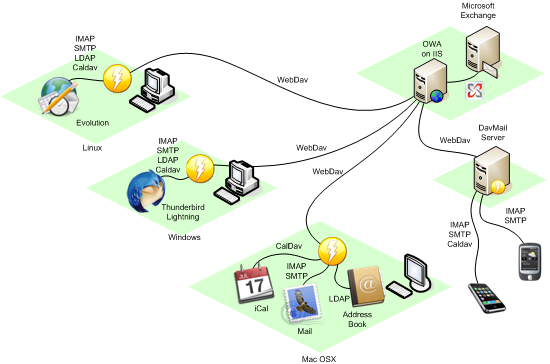 Microsoft
Exchange
OWA
on IIS
IMAP
SMTP
LDAP
Caldav
WebDav
Evolution
Linux
IMAP
SMTP
LDAP
Caldav
WebDav
Thunderbird
Lightning
Windows
WebDav
WebDav
DavMail
Server
IMAP
SMTP
Caldav
IMAP
SMTP
CalDav
JUL
17
iCal
IMAP
SMTP
Mail
LDAP
@
Address
Book
Mac OSX